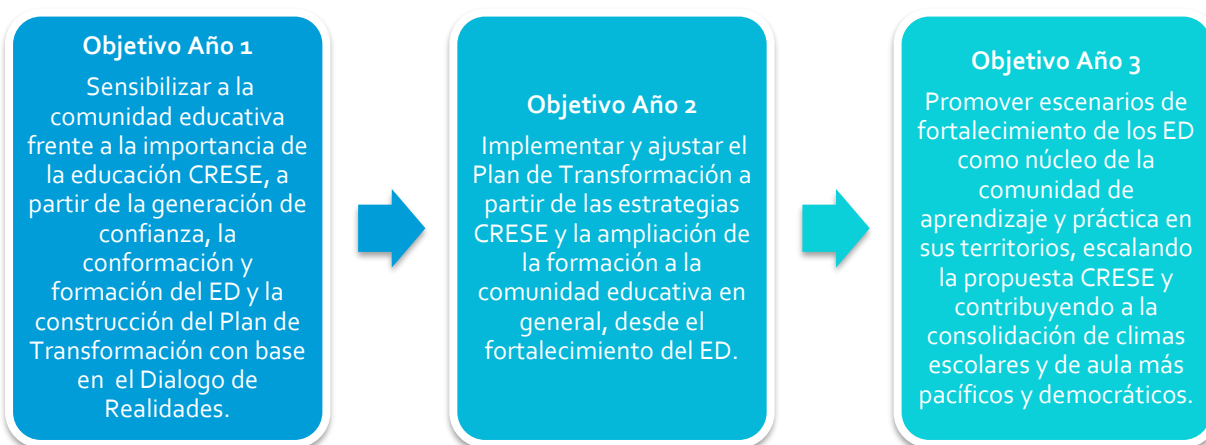 Objetivo Año 1
Sensibilizar a la
comunidad educativa
frente a la importancia de
la educación CRESE, a
partir de la generación de
confianza, la
conformación y
formación del ED y la
construcción del Plan de
Transformación con base
en el Dialogo de
Realidades.
Objetivo Año 2
Implementar y ajustar el
Plan de Transformación a
partir de las estrategias
CRESE y la ampliación de
la formación a la
comunidad educativa en
general, desde el
fortalecimiento del ED.
Objetivo Año 3
Promover escenarios de
fortalecimiento de los ED
como núcleo de la
comunidad de
aprendizaje y práctica en
sus territorios, escalando
la propuesta CRESE y
contribuyendo a la
consolidación de climas
escolares y de aula más
pacíficos y democráticos.